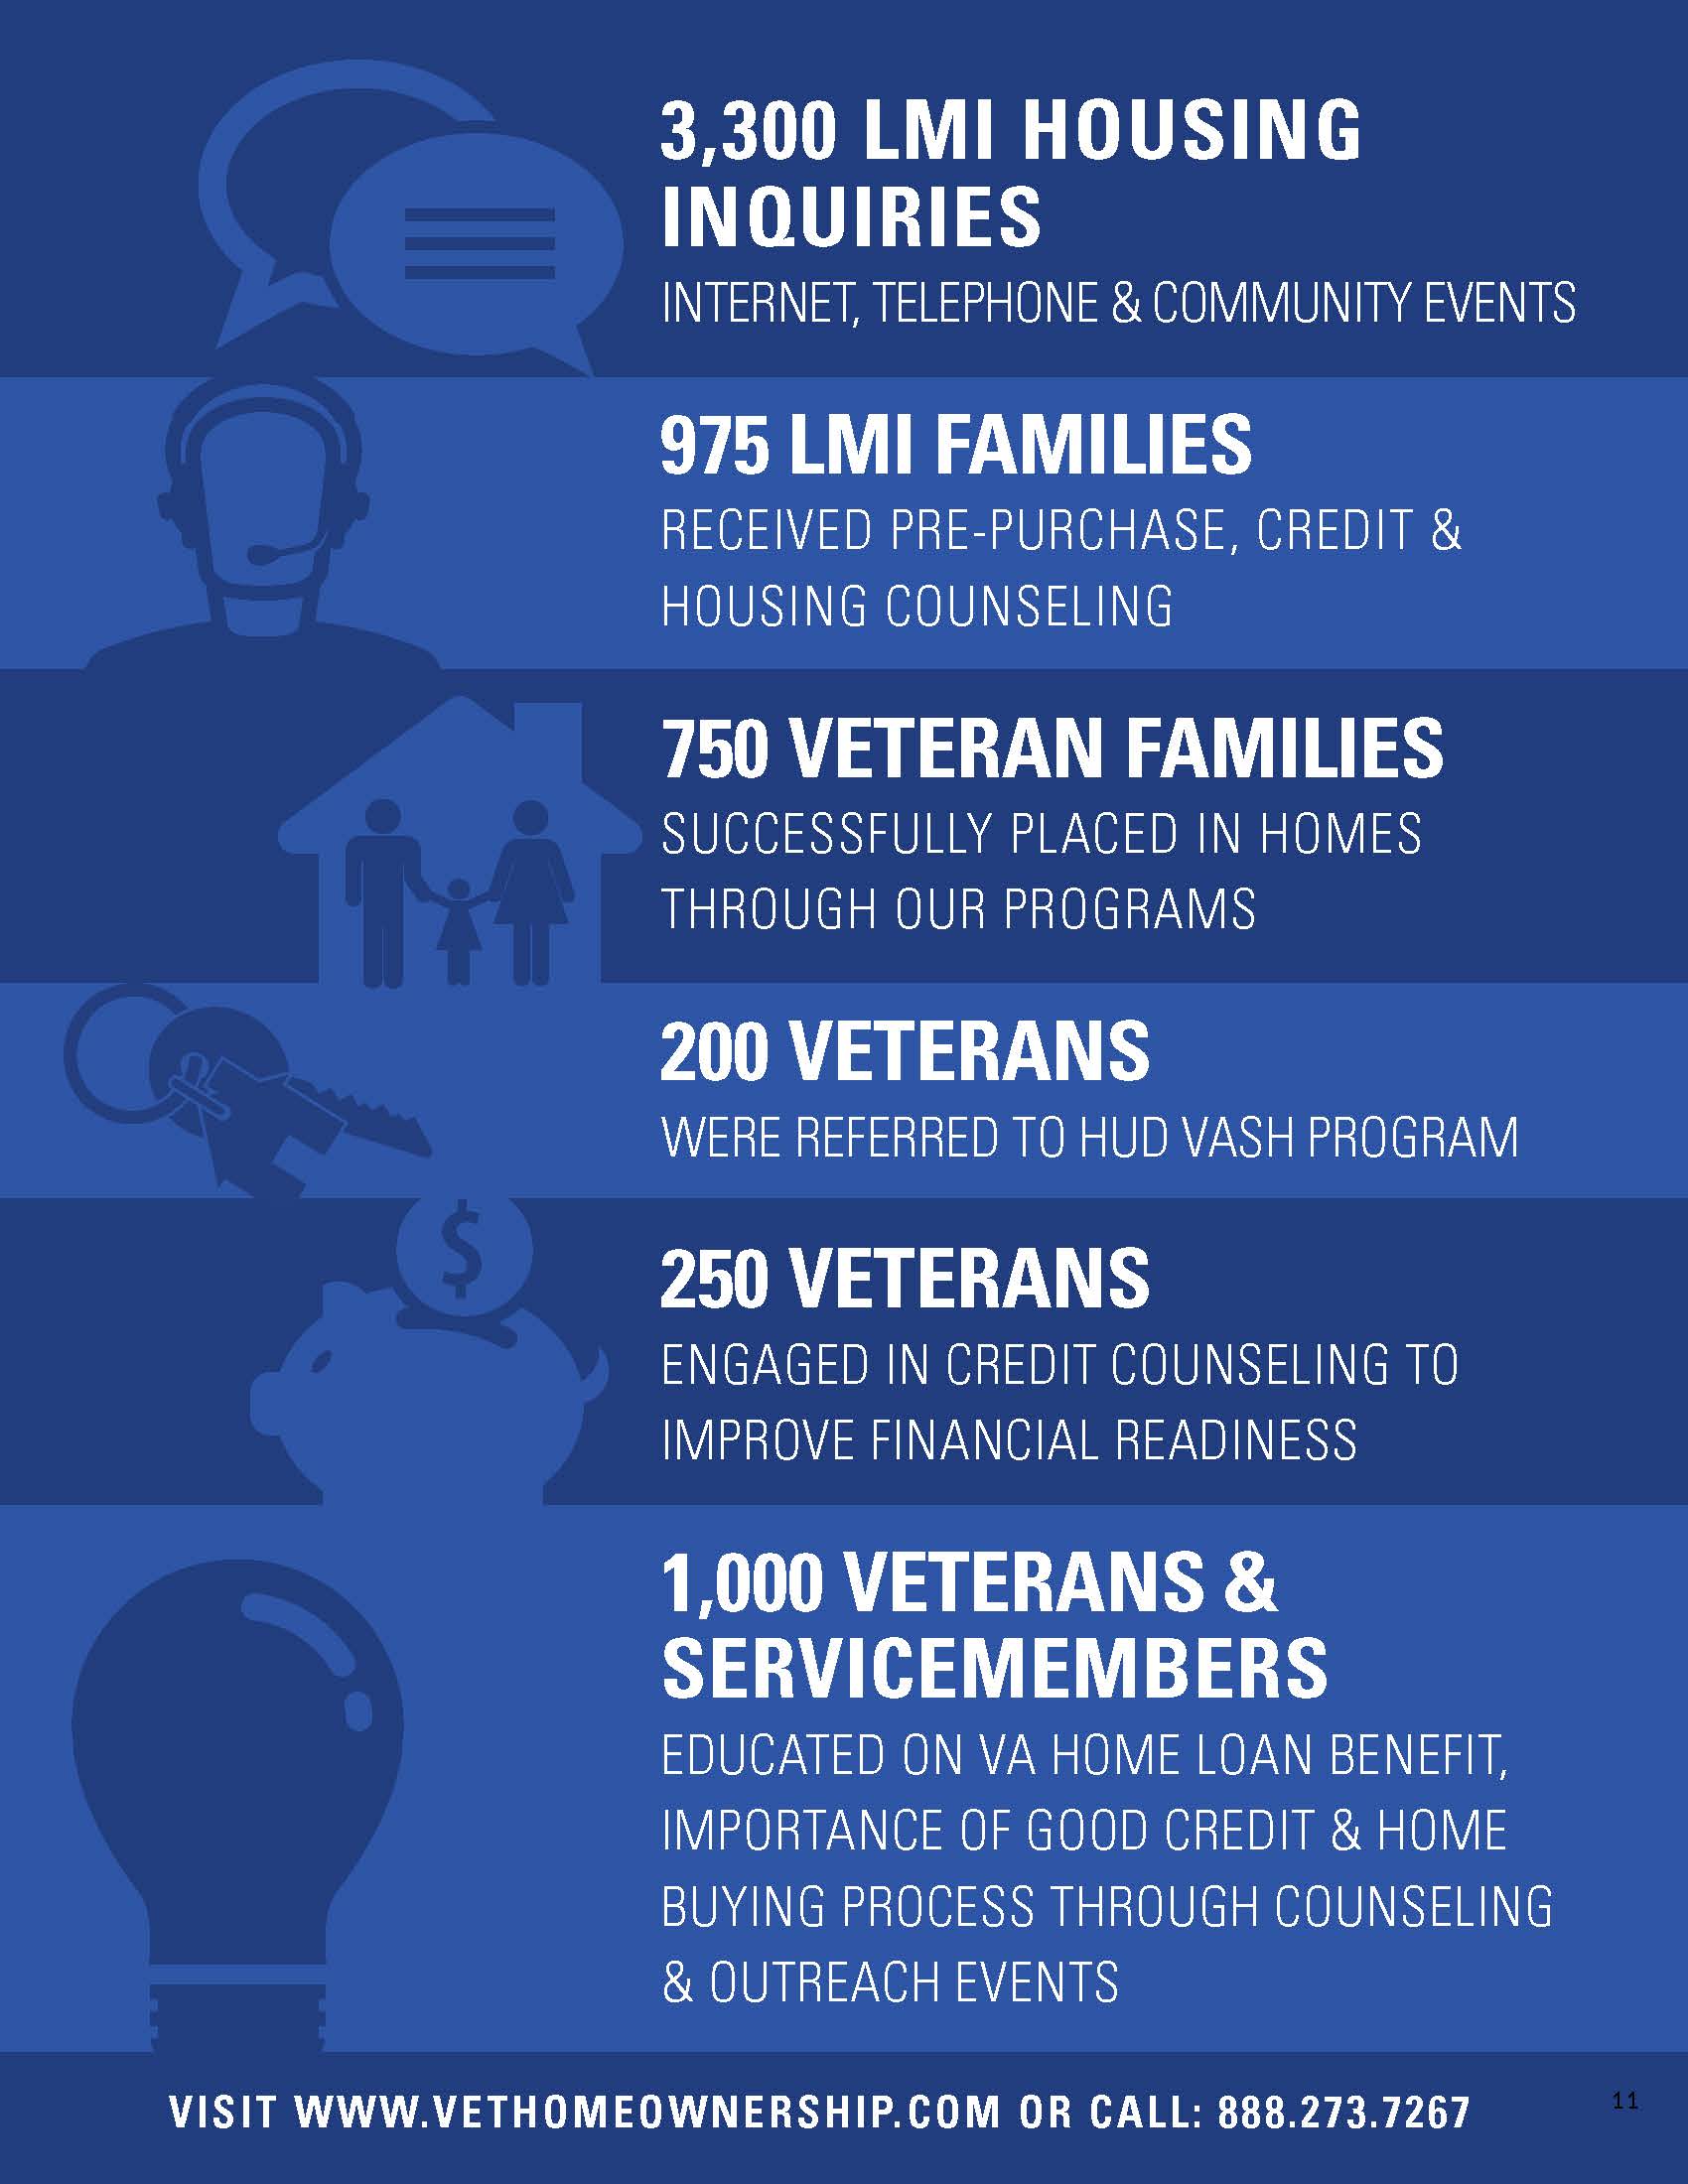 3,300 LMI HOUSING
INQUIRIES
INTERNET, TELEPHONE & COMMUNITY EVENTS
975 LMI FAMILIES
RECEIVED PRE-PURCHASE, CREDIT &
HOUSING COUNSELING
750 VETERAN FAMILIES
SUCCESSFULLY PLACED IN HOMES
THROUGH OUR PROGRAMS
200 VETERANS
WERE REFERRED TO HUD VASH PROGRAM
$
250 VETERANS
ENGAGED IN CREDIT COUNSELING TO
IMPROVE FINANCIAL READINESS
1,000 VETERANS &
SERVICEMEMBERS
EDUCATED ON VA HOME LOAN BENEFIT,
IMPORTANCE OF GOOD CREDIT & HOME
BUYING PROCESS THROUGH COUNSELING
& OUTREACH EVENTS
VISIT WWW.VETHOMEOWNERSHIP.COM OR CALL: 888.273.7267
11